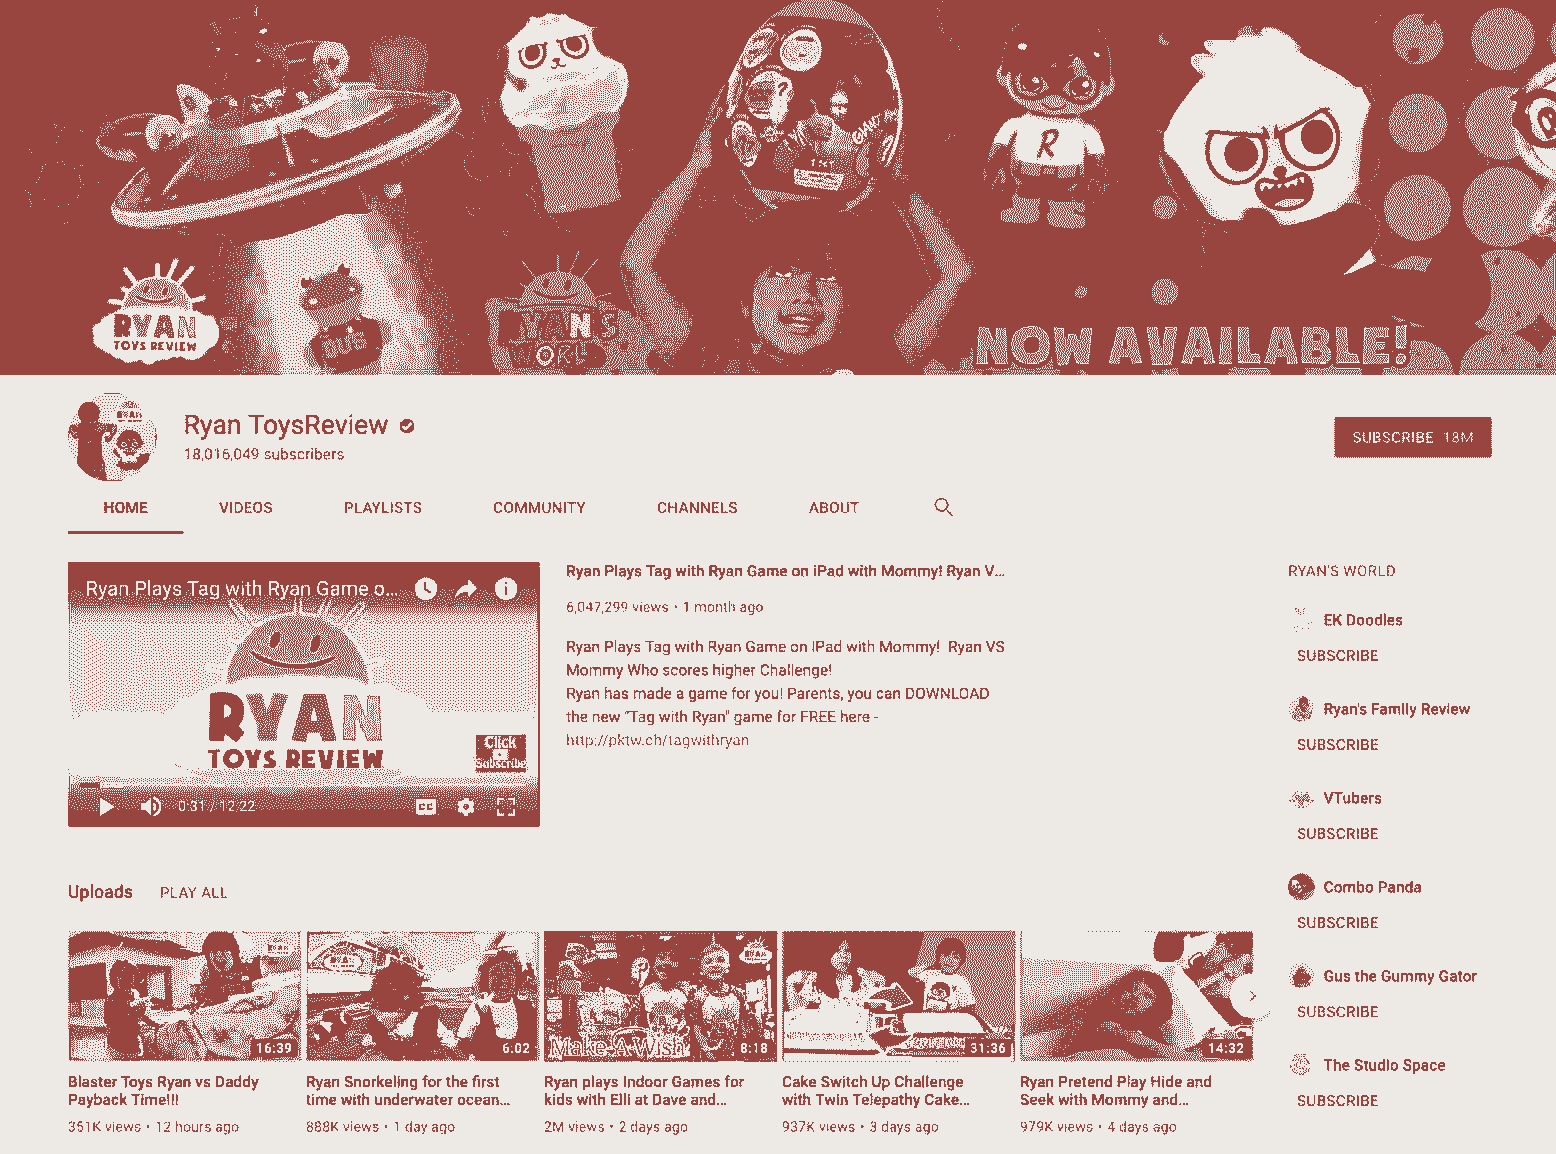 R
RYAN
TOYS REVIEW
GUS
RYAN'S
WORL
NOW AVAILABLE!
Ryan ToysReview
18,016,049 subscribers
SUBSCRIBE 18M
HOME
VIDEOS
PLAYLISTS
COMMUNITY
CHANNELS
ABOUT
Ryan Plays Tag with Ryan Game o...
RYAN
TOYS REVIEW
Click
Subscribe
0:31 / 12:22
CC
Ryan Plays Tag with Ryan Game on iPad with Mommy! Ryan V...
6,047,299 views • 1 month ago
Ryan Plays Tag with Ryan Game on iPad with Mommy! Ryan VS
Mommy Who scores higher Challenge!
Ryan has made a game for you! Parents, you can DOWNLOAD
the new "Tag with Ryan" game for FREE here -
http://pktw.ch/tagwithryan
RYAN'S WORLD
EK Doodles
SUBSCRIBE
Ryan's Family Review
SUBSCRIBE
VTubers
SUBSCRIBE
Combo Panda
SUBSCRIBE
Gus the Gummy Gator
SUBSCRIBE
The Studio Space
SUBSCRIBE
Uploads
PLAY ALL
16:39
Blaster Toys Ryan vs Daddy
Payback Time!!!
351K views • 12 hours ago
6:02
Ryan Snorkeling for the first
time with underwater ocean...
888K views • 1 day ago
Make-A-Wish
8:18
Ryan plays Indoor Games for
kids with Elli at Dave and...
2M views • 2 days ago
31:36
Cake Switch Up Challenge
with Twin Telepathy Cake...
937K views • 3 days ago
14:32
Ryan Pretend Play Hide and
Seek with Mommy and...
979K views • 4 days ago